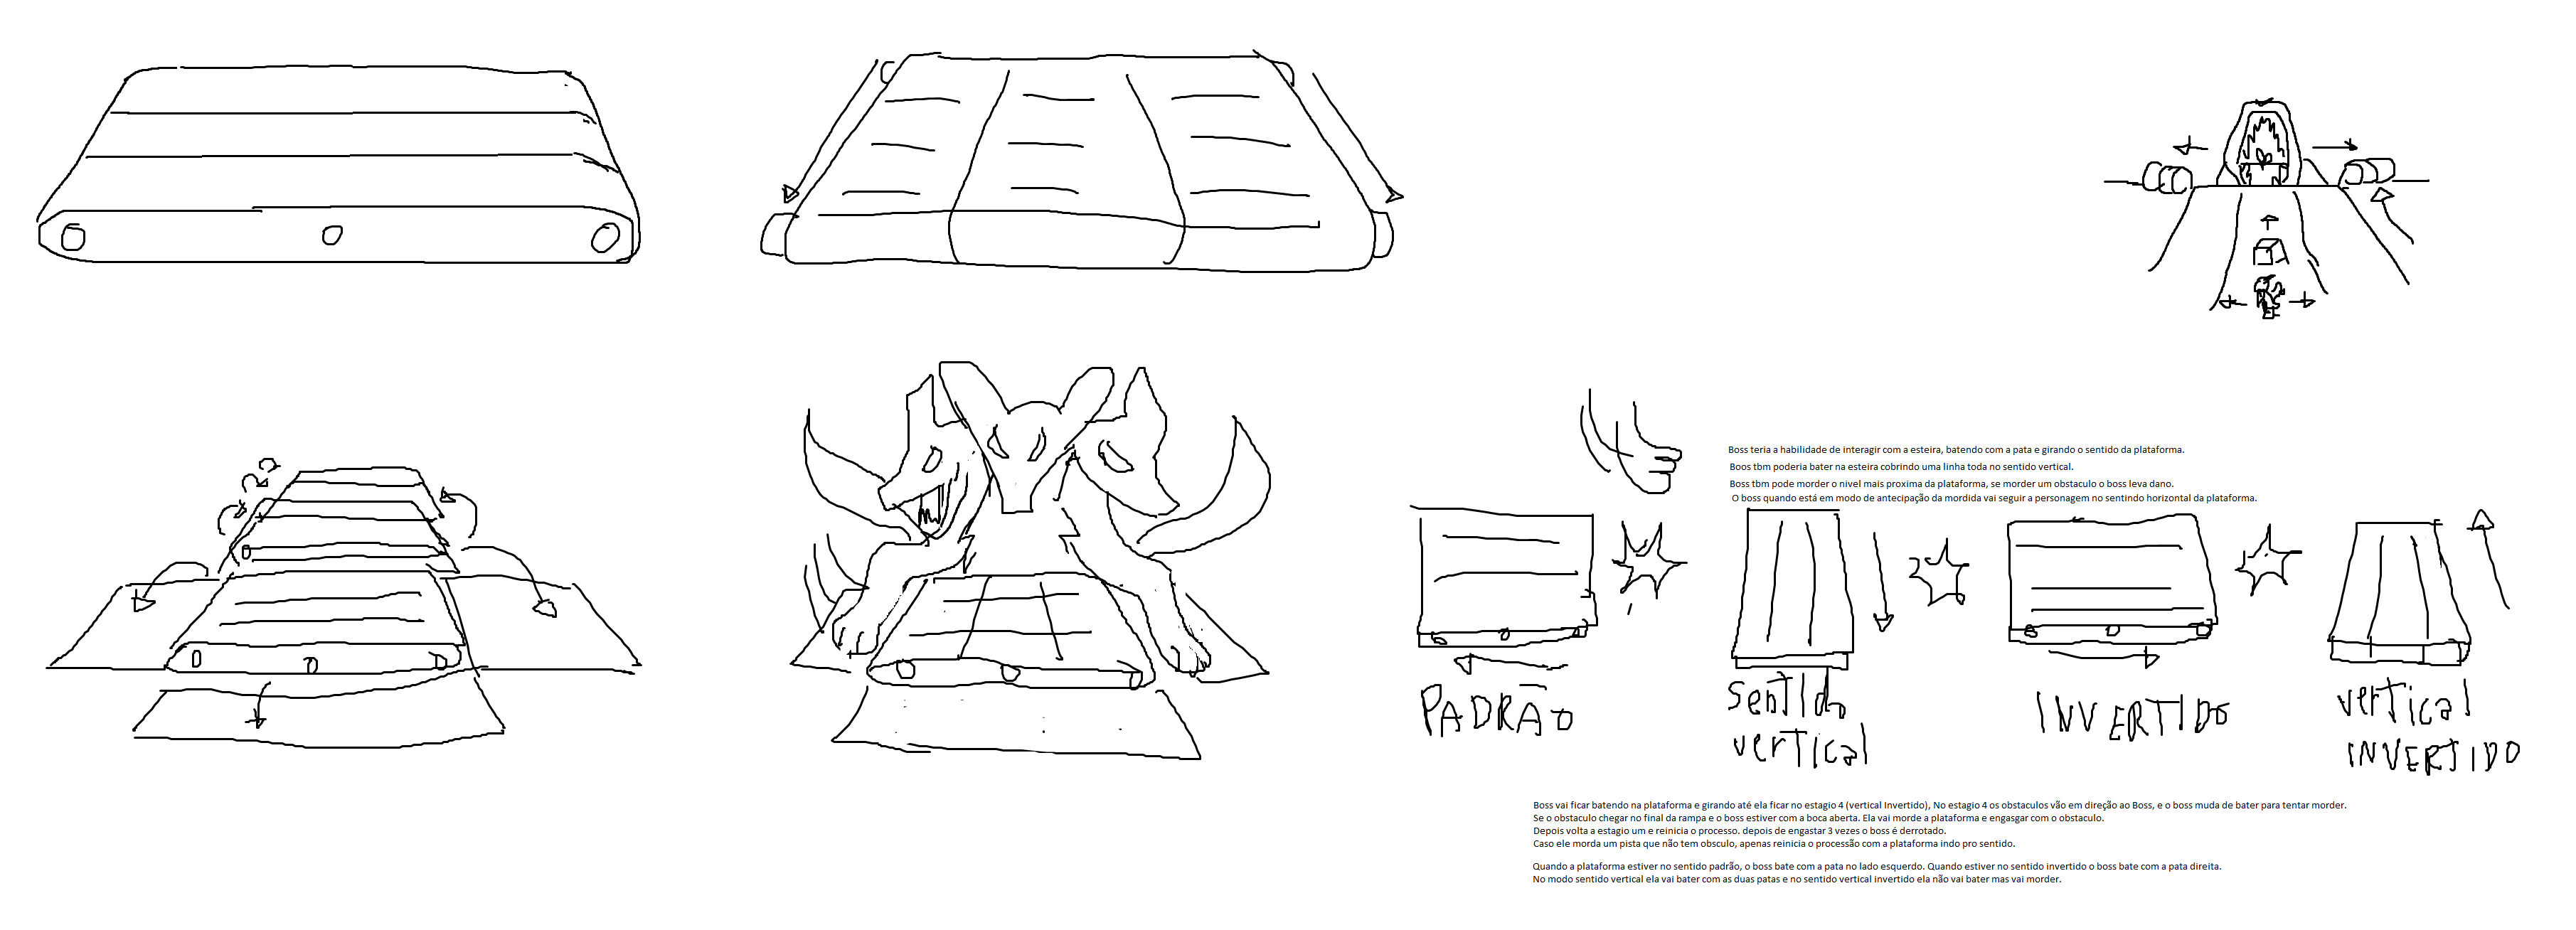 Boss teria a habilidade de interagir com a esteira, batendo com a pata e girando o sentido da plataforma.
Boos tbm poderia bater na esteira cobrindo uma linha toda no sentido vertical.
Boss tbm pode morder o nivel mais proxima da plataforma, se morder um obstaculo o boss leva dano.
O boss quando está em modo de antecipação da mordida vai seguir a personagem no sentindo horizontal da plataforma.
PADRÃO
sentido
vertical
INVERTIDO
vertical
INVERTIDO
Boss vai ficar batendo na plataforma e girando até ela ficar no estagio 4 (vertical Invertido), No estagio 4 os obstaculos vão em direção ao Boss, e o boss muda de bater para tentar morder.
Se o obstaculo chegar no final da rampa e o boss estiver com a boca aberta. Ela vai morde a plataforma e engasgar com o obstaculo.
Depois volta a estagio um e reinicia o processo. depois de engastar 3 vezes o boss é derrotado.
Caso ele morda um pista que não tem obsculo, apenas reinicia o processão com a plataforma indo pro sentido.
Quando a plataforma estiver no sentido padrão, o boss bate com a pata no lado esquerdo. Quando estiver no sentido invertido o boss bate com a pata direita.
No modo sentido vertical ela vai bater com as duas patas e no sentido vertical invertido ela não vai bater mas vai morder.